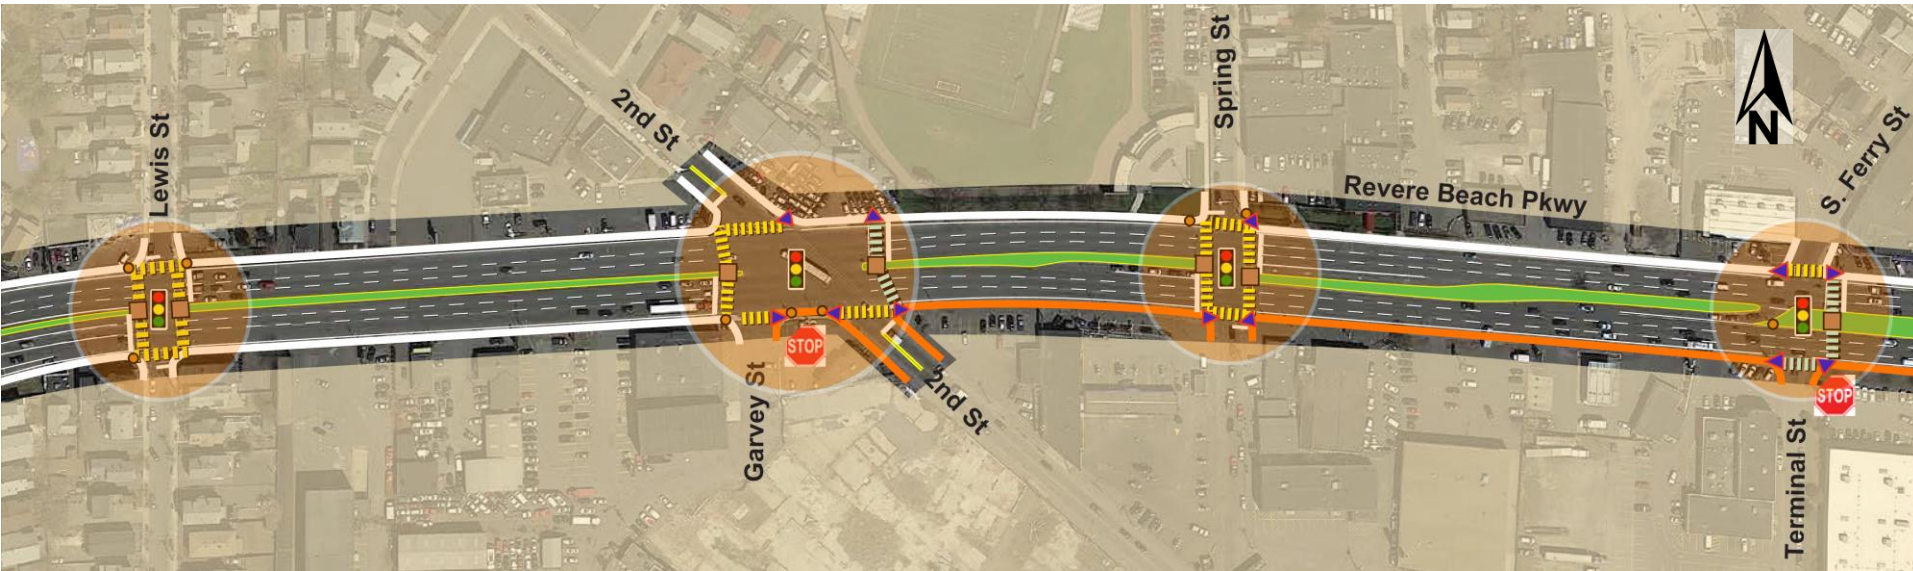 Lewis St
2nd St
Spring St
Revere Beach Pkwy
N
S. Ferry St
STOP
Garvey St
2nd St
STOP
Terminal St